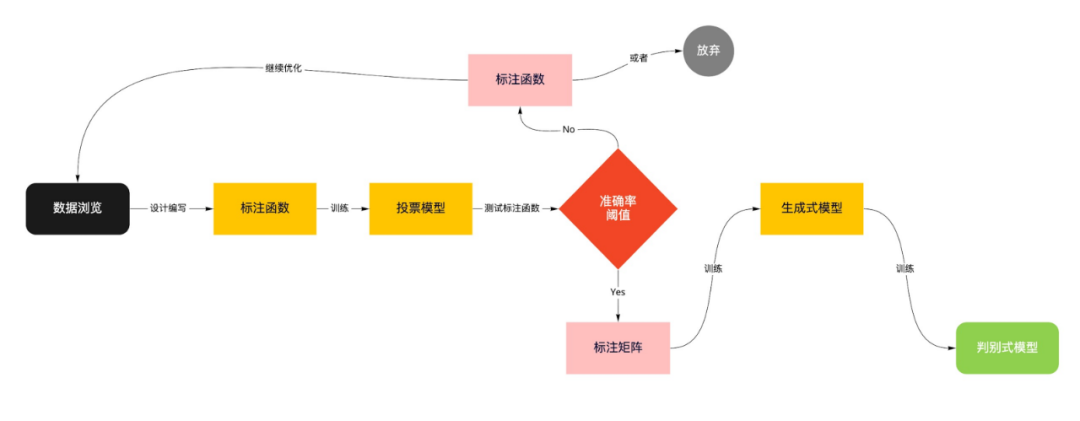 放弃
或者
标注函数
继续优化
No
数据浏览
设计编写
标注函数
训练
投票模型
测试标注函数
准确率
阈值
生成式模型
训练
训练
Yes
标注矩阵
判别式模型